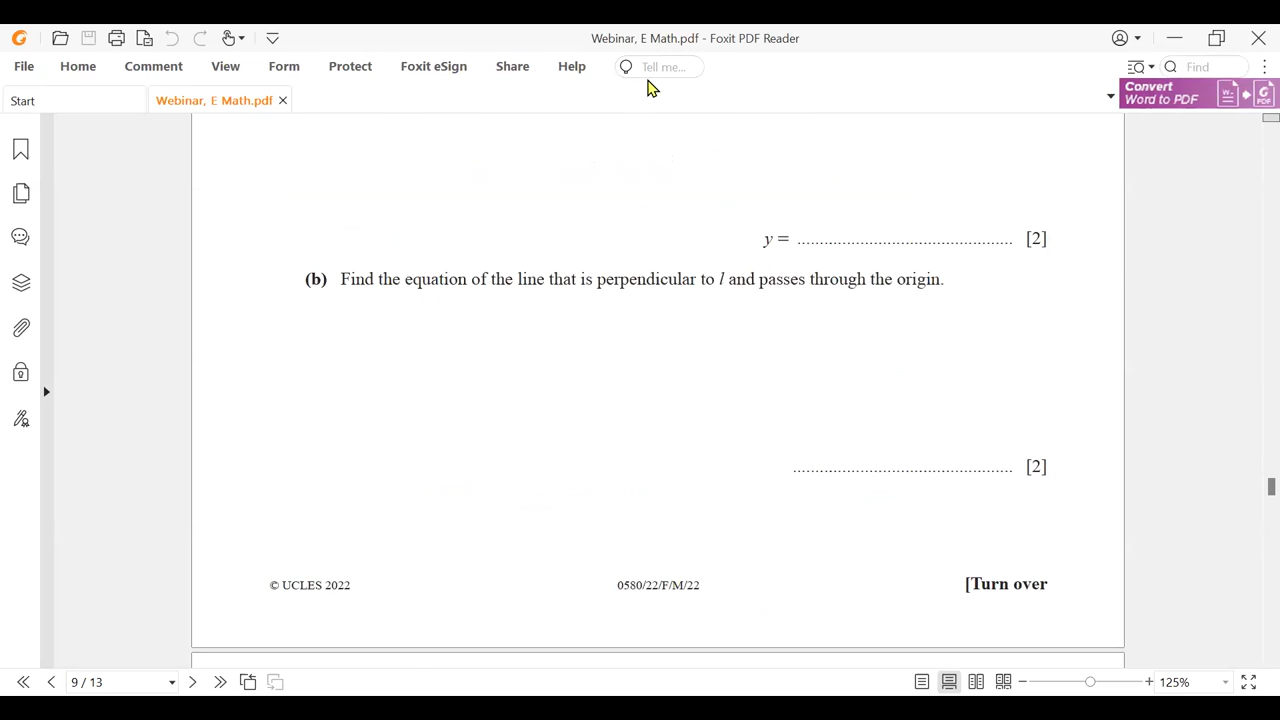 Webinar, E Math.pdf - Foxit PDF Reader
File Home Comment View Form Protect Foxit eSign Share Help Tell me... Find
Start Webinar, E Math.pdf
Convert
Word to PDF
y = ................................................ [2]
(b) Find the equation of the line that is perpendicular to l and passes through the origin.
................................................ [2]
© UCLES 2022 0580/22/F/M/22 [Turn over
9 / 13 125%